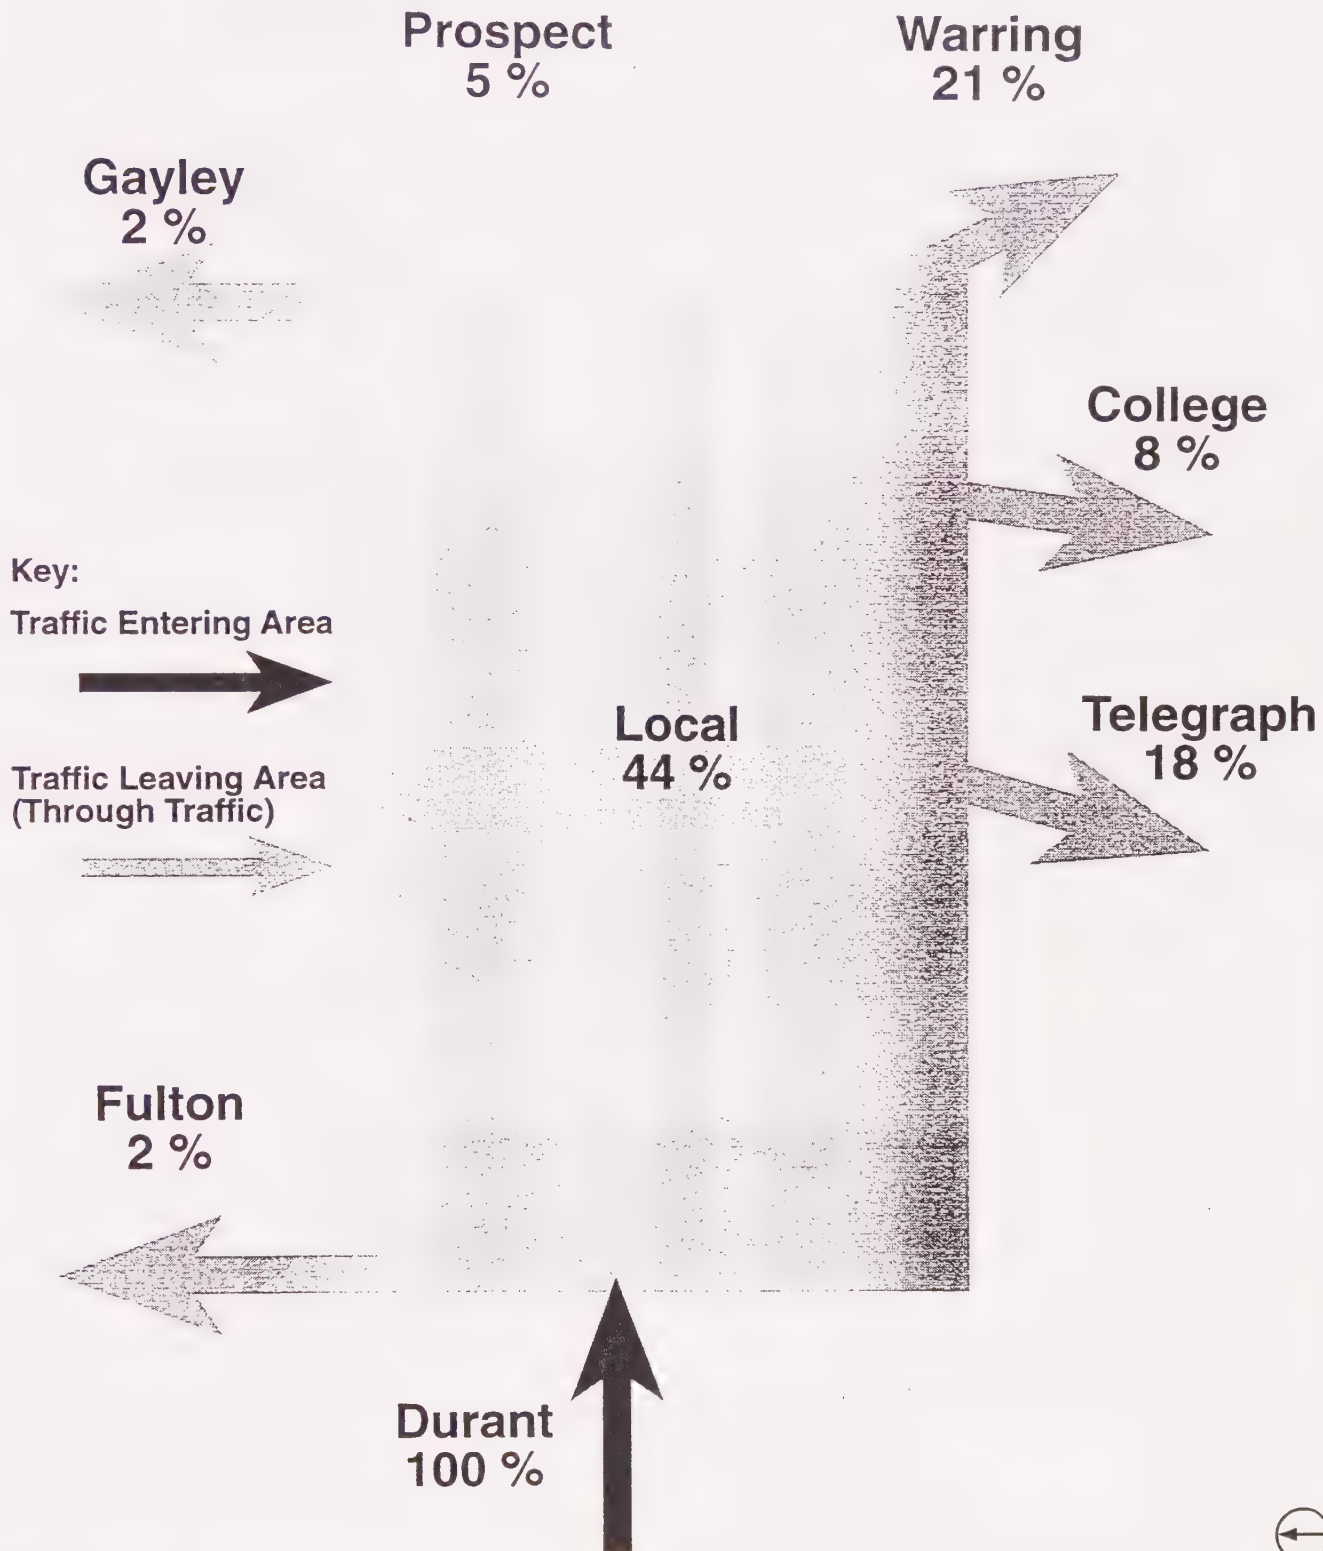 Prospect
5 %
Warring
21 %
Gayley
2 %
College
8 %
Key:
Traffic Entering Area
Local
44 %
Telegraph
18 %
Traffic Leaving Area
(Through Traffic)
Fulton
2 %
Durant
100 %